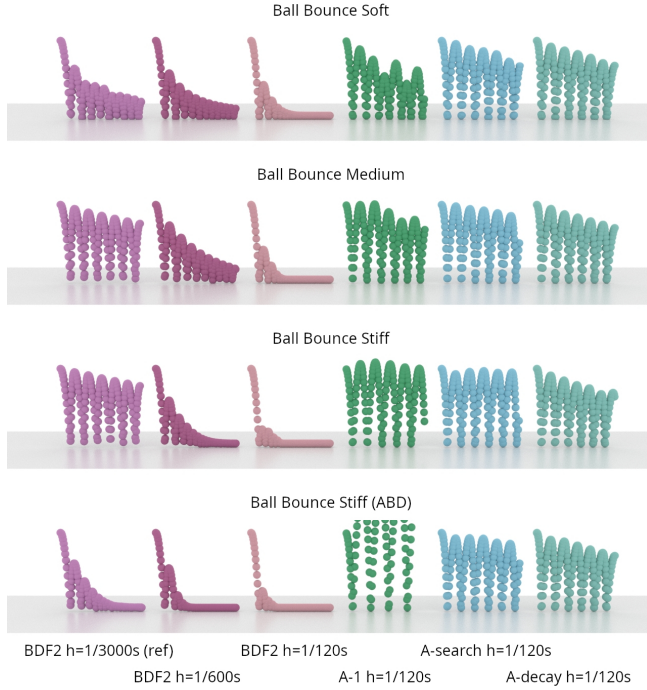 Ball Bounce Soft
Ball Bounce Medium
Ball Bounce Stiff
Ball Bounce Stiff (ABD)
BDF2 h=1/3000s (ref)
BDF2 h=1/120s
A-search h=1/120s
BDF2 h=1/600s
A-1 h=1/120s
A-decay h=1/120s